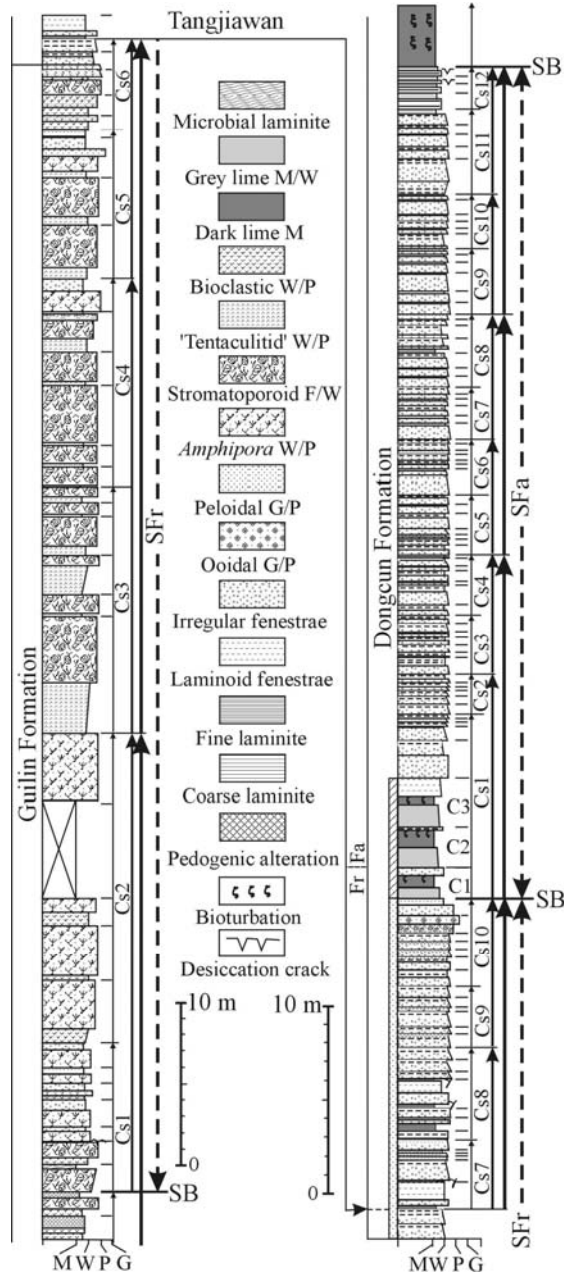 Tangjiawan
Guilin Formation
Cs6
Cs5
Cs4
Cs3
Cs2
Cs1
SFr
SB
M W P G
Microbial laminite
Grey lime M/W
Dark lime M
Bioclastic W/P
'Tentaculitid' W/P
Stromatoporoid F/W
Amphipora W/P
Peloidal G/P
Ooidal G/P
Irregular fenestrae
Laminoid fenestrae
Fine laminite
Coarse laminite
Pedogenic alteration
Bioturbation
Desiccation crack
10 m
0
10 m
0
Dongcun Formation
Fr Fa
SB
Cs12
Cs11
Cs10
Cs9
Cs8
Cs7
Cs6
Cs5
Cs4
Cs3
Cs2
Cs1
C3
C2
C1
SFa
SB
Cs10
Cs9
Cs8
Cs7
SFr
M W P G